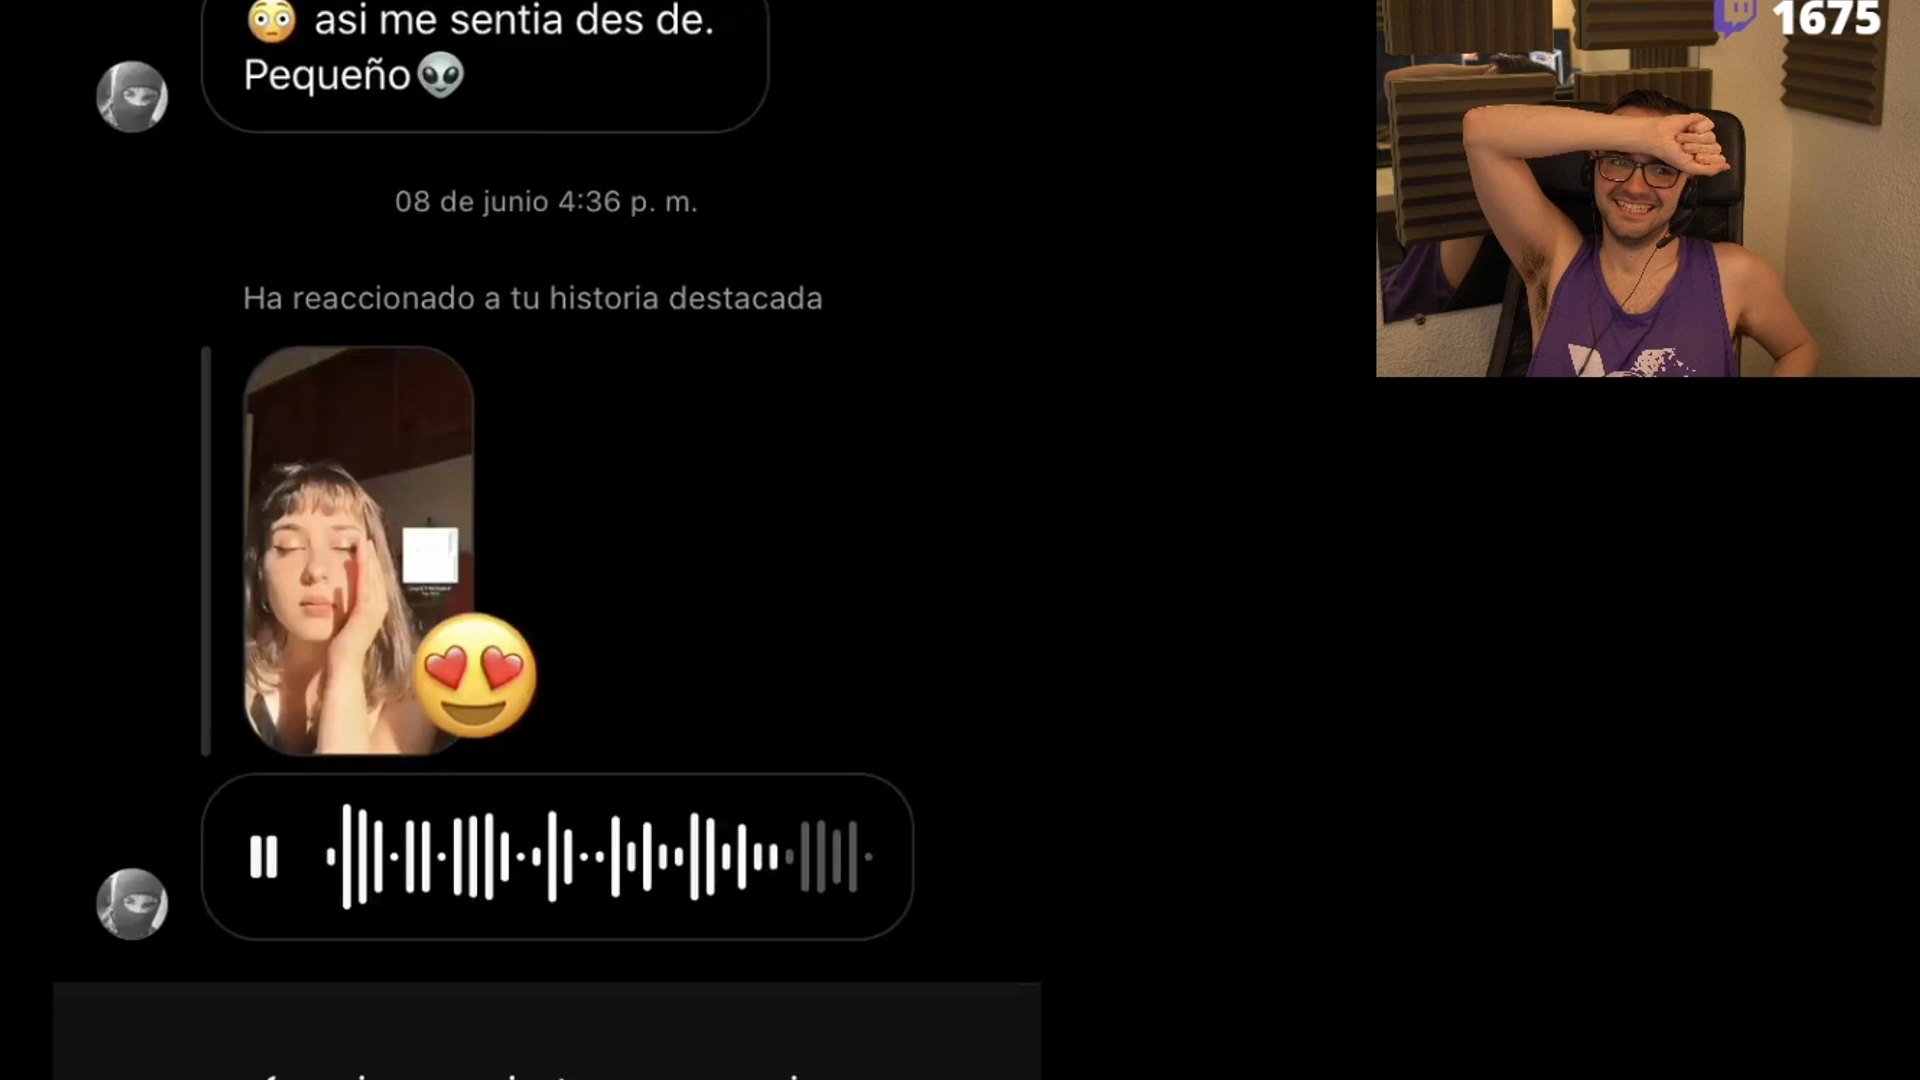 😳 asi me sentia des de.
Pequeño👽
1675
08 de junio 4:36 p. m.
Ha reaccionado a tu historia destacada